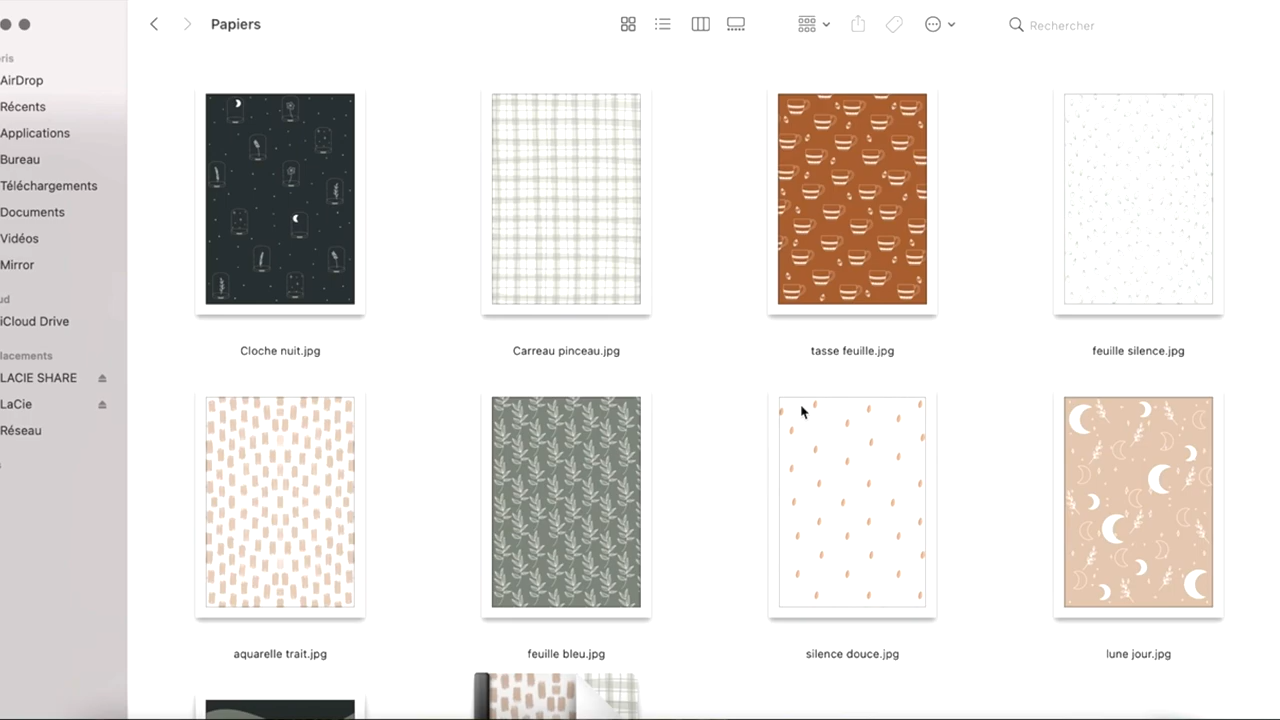 Papiers
Rechercher
ris
AirDrop
Récents
Applications
Bureau
Téléchargements
Documents
Vidéos
Mirror
ud
iCloud Drive
lacements
LACIE SHARE
LaCie
Réseau
Cloche nuit.jpg
Carreau pinceau.jpg
tasse feuille.jpg
feuille silence.jpg
aquarelle trait.jpg
feuille bleu.jpg
silence douce.jpg
lune jour.jpg